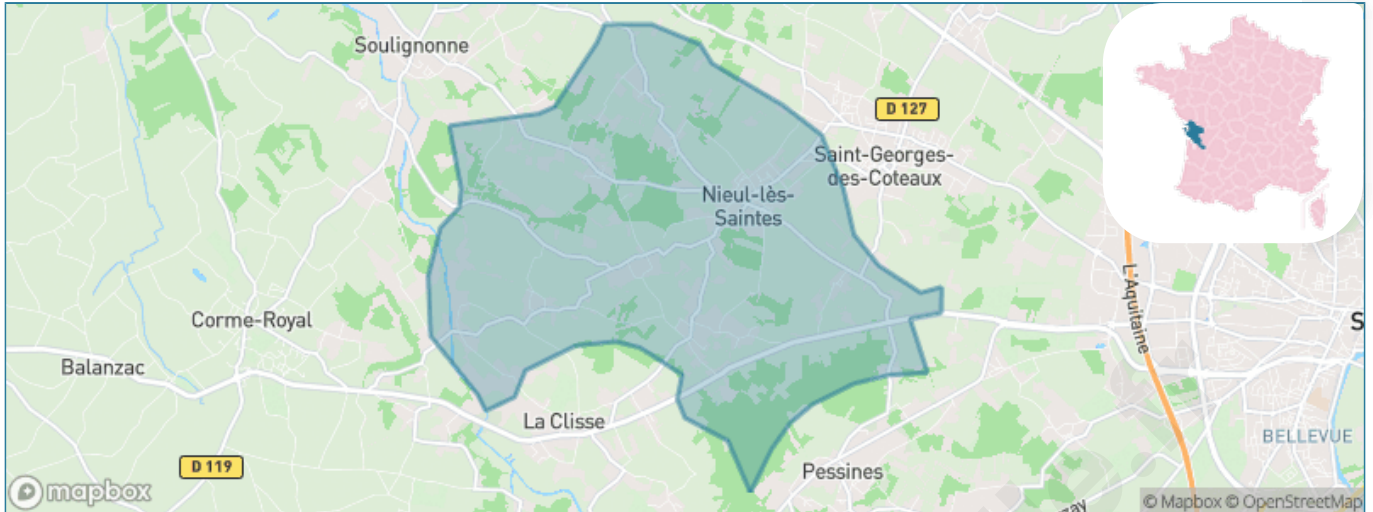 Soulignonne
D 127
Saint-Georges-
des-Coteaux
Nieul-lès-
Saintes
L'Aquitaine
Corme-Royal
S
Balanzac
La Clisse
BELLEVUE
D 119
Pessines
mapbox
© Mapbox © OpenStreetMap